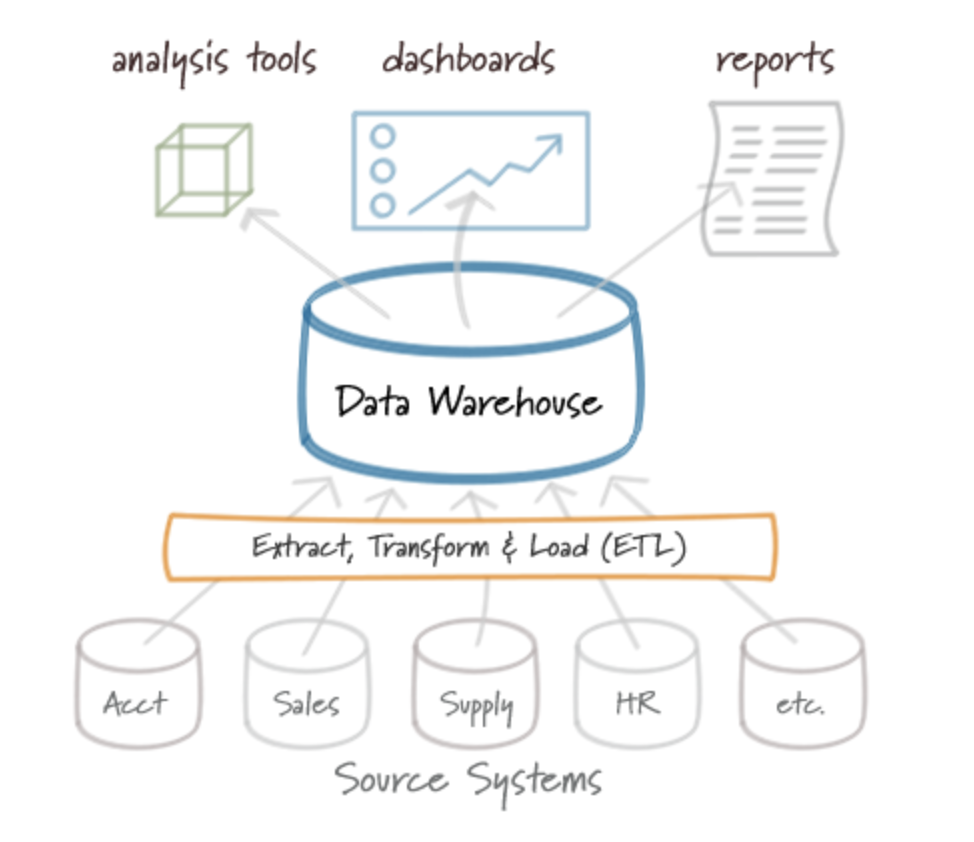 analysis tools
dashboards
reports
Data Warehouse
Extract, Transform & Load (ETL)
Acct
Sales
Supply
HR
etc.
Source Systems